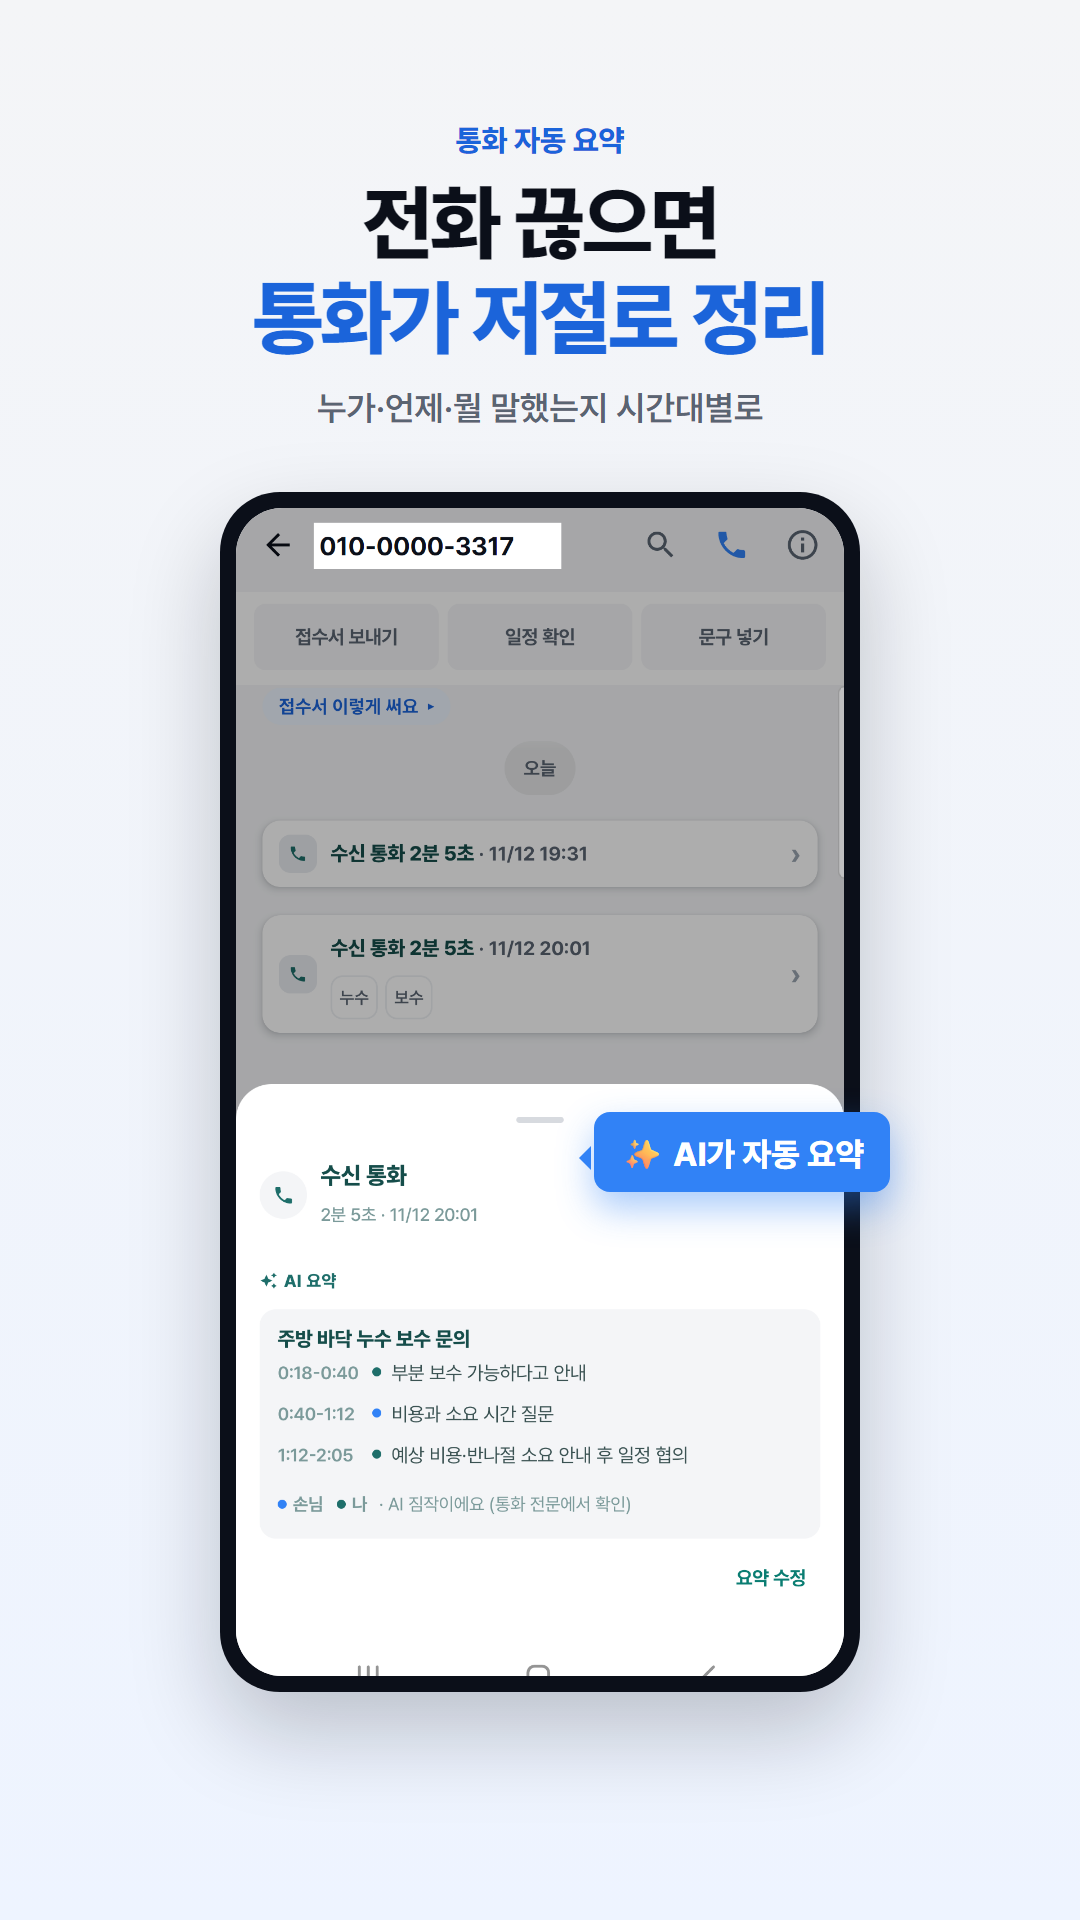 통화 자동 요약
전화 끊으면
통화가 저절로 정리
누가·언제·뭘 말했는지 시간대별로
010-0000-3317
접수서 보내기
일정 확인
문구 넣기
접수서 이렇게 써요 ▸
오늘
수신 통화 2분 5초 · 11/12 19:31
수신 통화 2분 5초 · 11/12 20:01
누수
보수
✨ AI가 자동 요약
수신 통화
2분 5초 · 11/12 20:01
AI 요약
주방 바닥 누수 보수 문의
0:18-0:40 ● 부분 보수 가능하다고 안내
0:40-1:12 ● 비용과 소요 시간 질문
1:12-2:05 ● 예상 비용·반나절 소요 안내 후 일정 협의
● 손님 ● 나 · AI 짐작이에요 (통화 전문에서 확인)
요약 수정